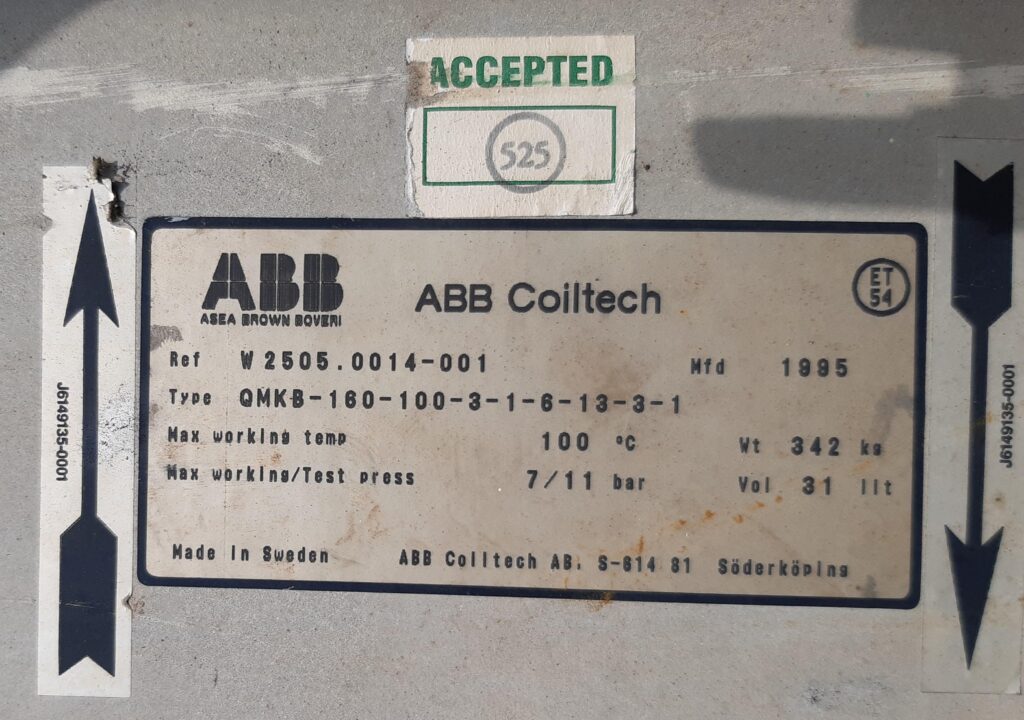 ACCEPTED
525
ABB
ASEA BROWN BOVERI
ABB Coiltech
ET
54
Ref W 2505.0014-001 Mfd 1995
Type QMKB-160-100-3-1-6-13-3-1
Max working temp 100 °C Wt 342 kg
Max working/Test press 7/11 bar Vol 31 lit
Made in Sweden ABB Coiltech AB. S-614 81 Söderköping
J6149135-0001
J6149135-0001